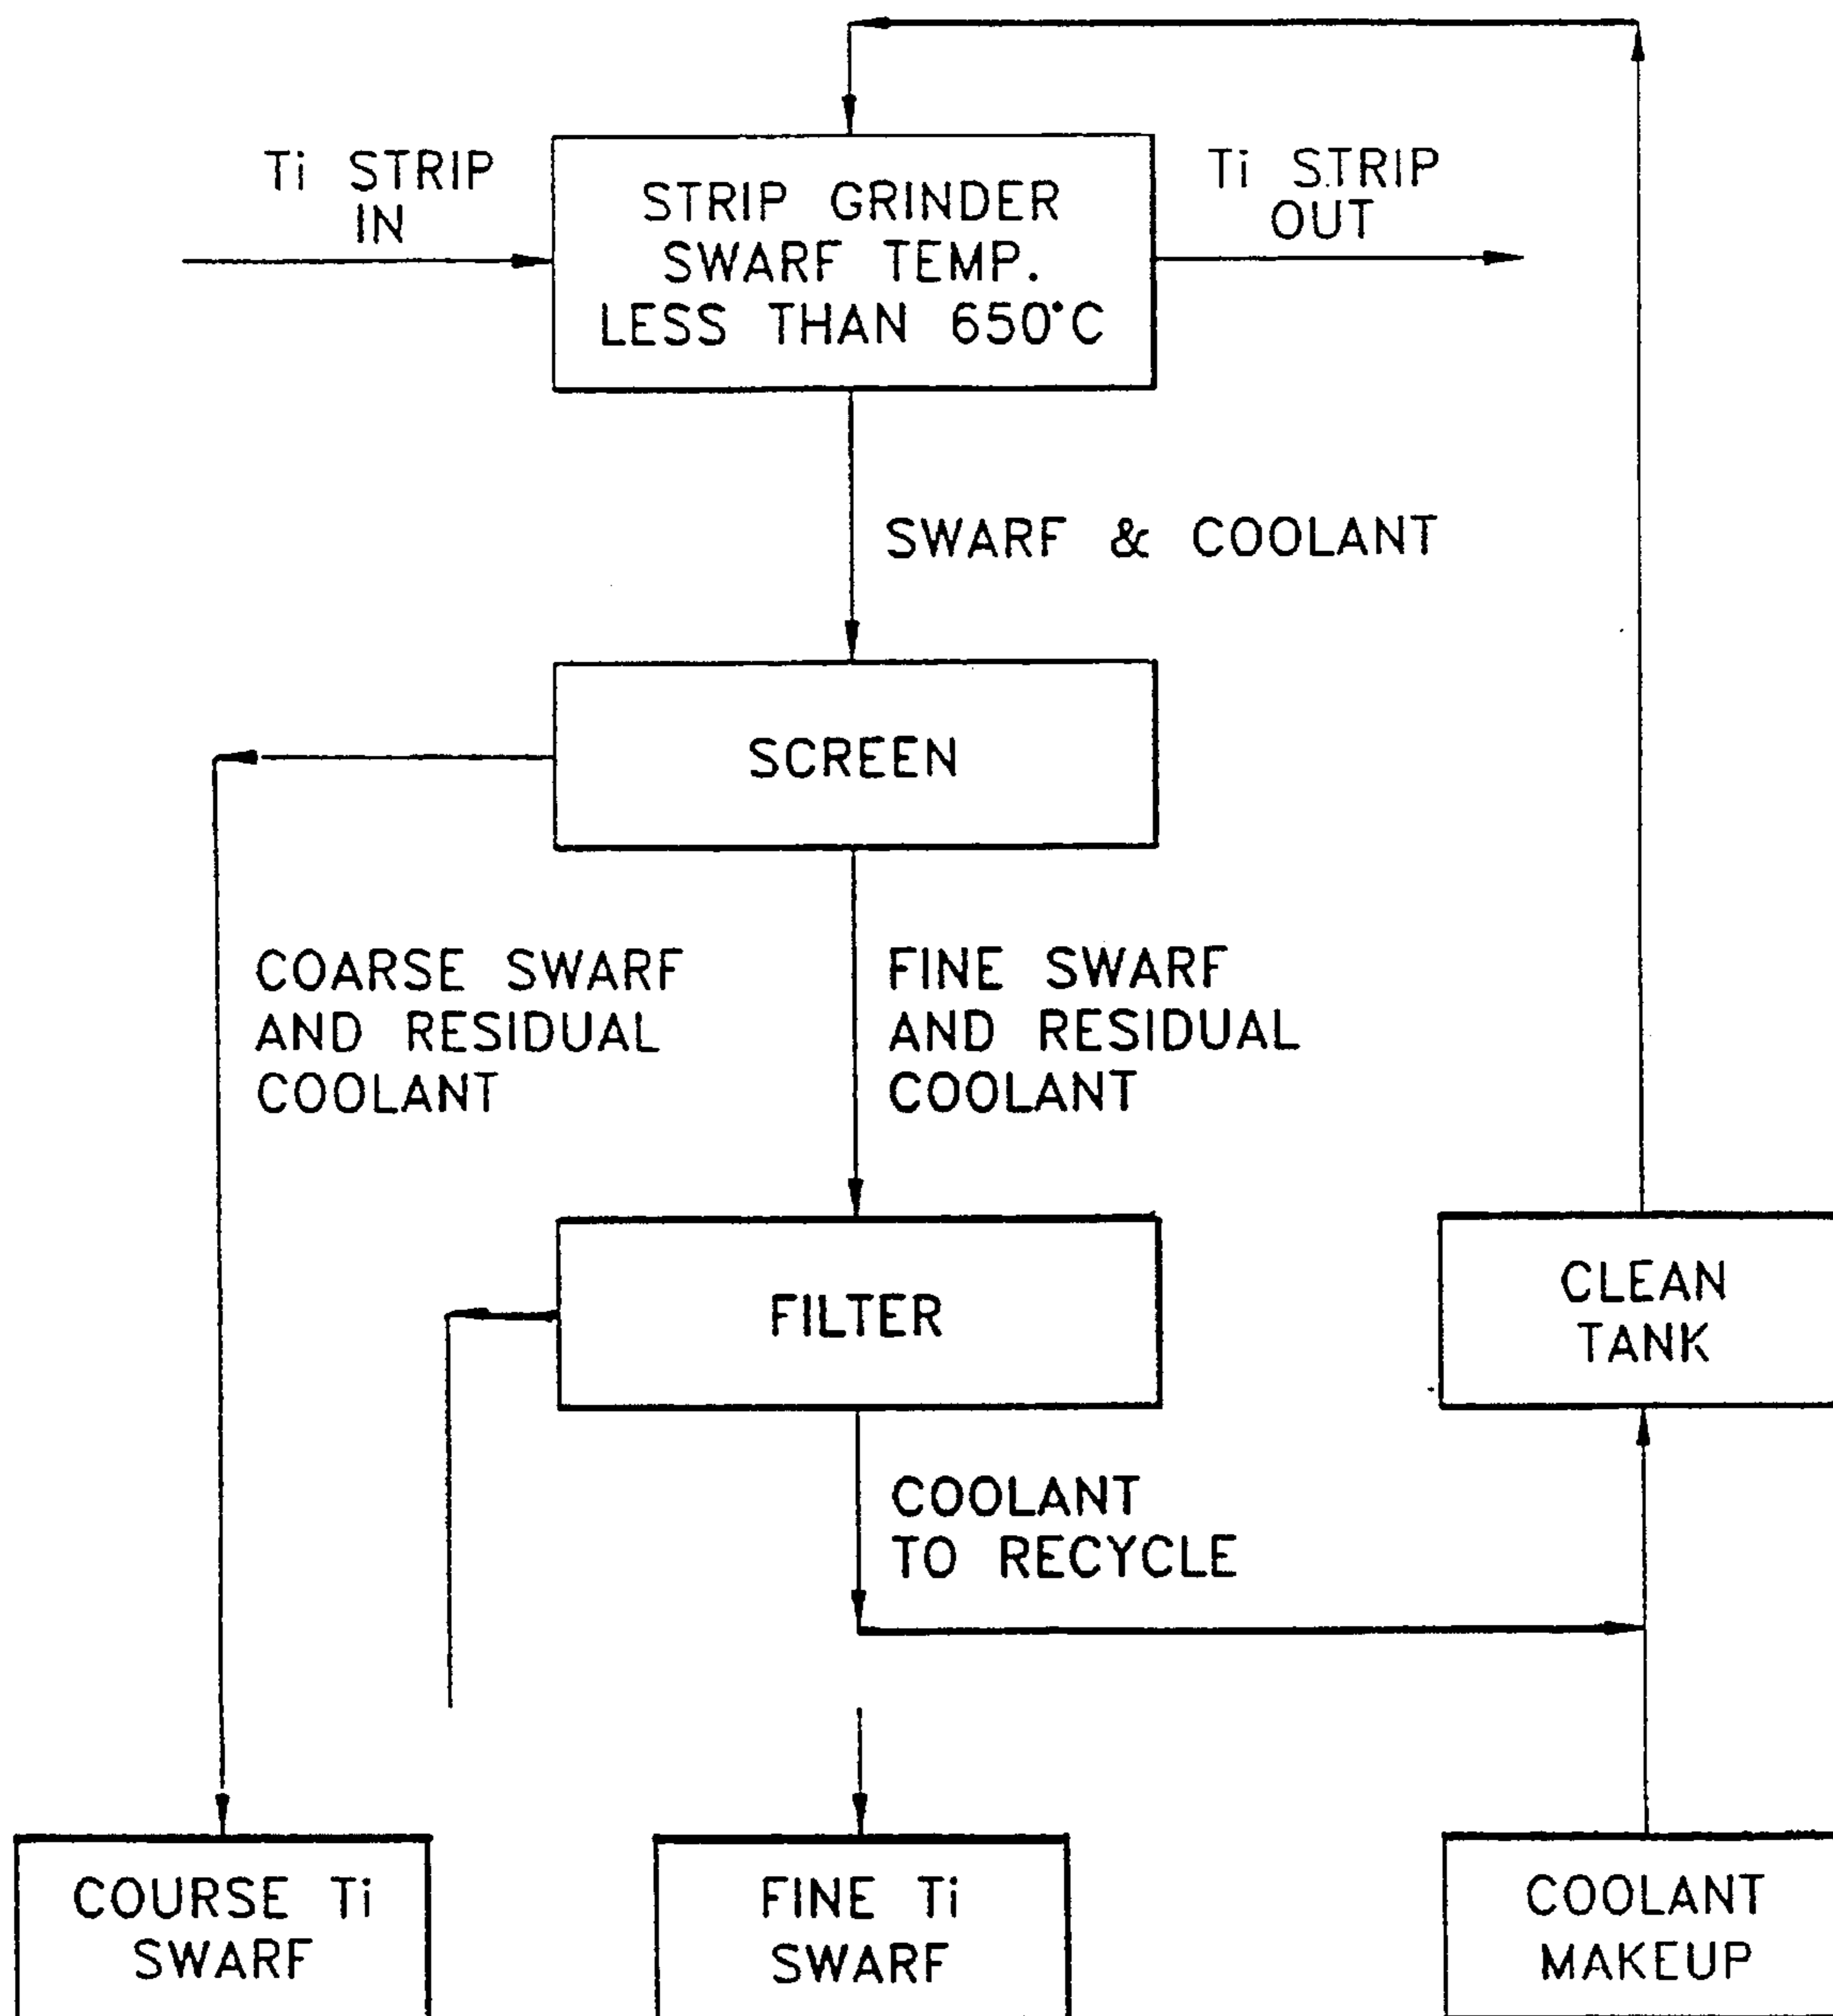 Ti STRIP
IN
STRIP GRINDER
SWARF TEMP.
LESS THAN 650°C
Ti STRIP
OUT
SWARF & COOLANT
SCREEN
COARSE SWARF
AND RESIDUAL
COOLANT
FINE SWARF
AND RESIDUAL
COOLANT
FILTER
CLEAN
TANK
COOLANT
TO RECYCLE
COURSE Ti
SWARF
FINE Ti
SWARF
COOLANT
MAKEUP